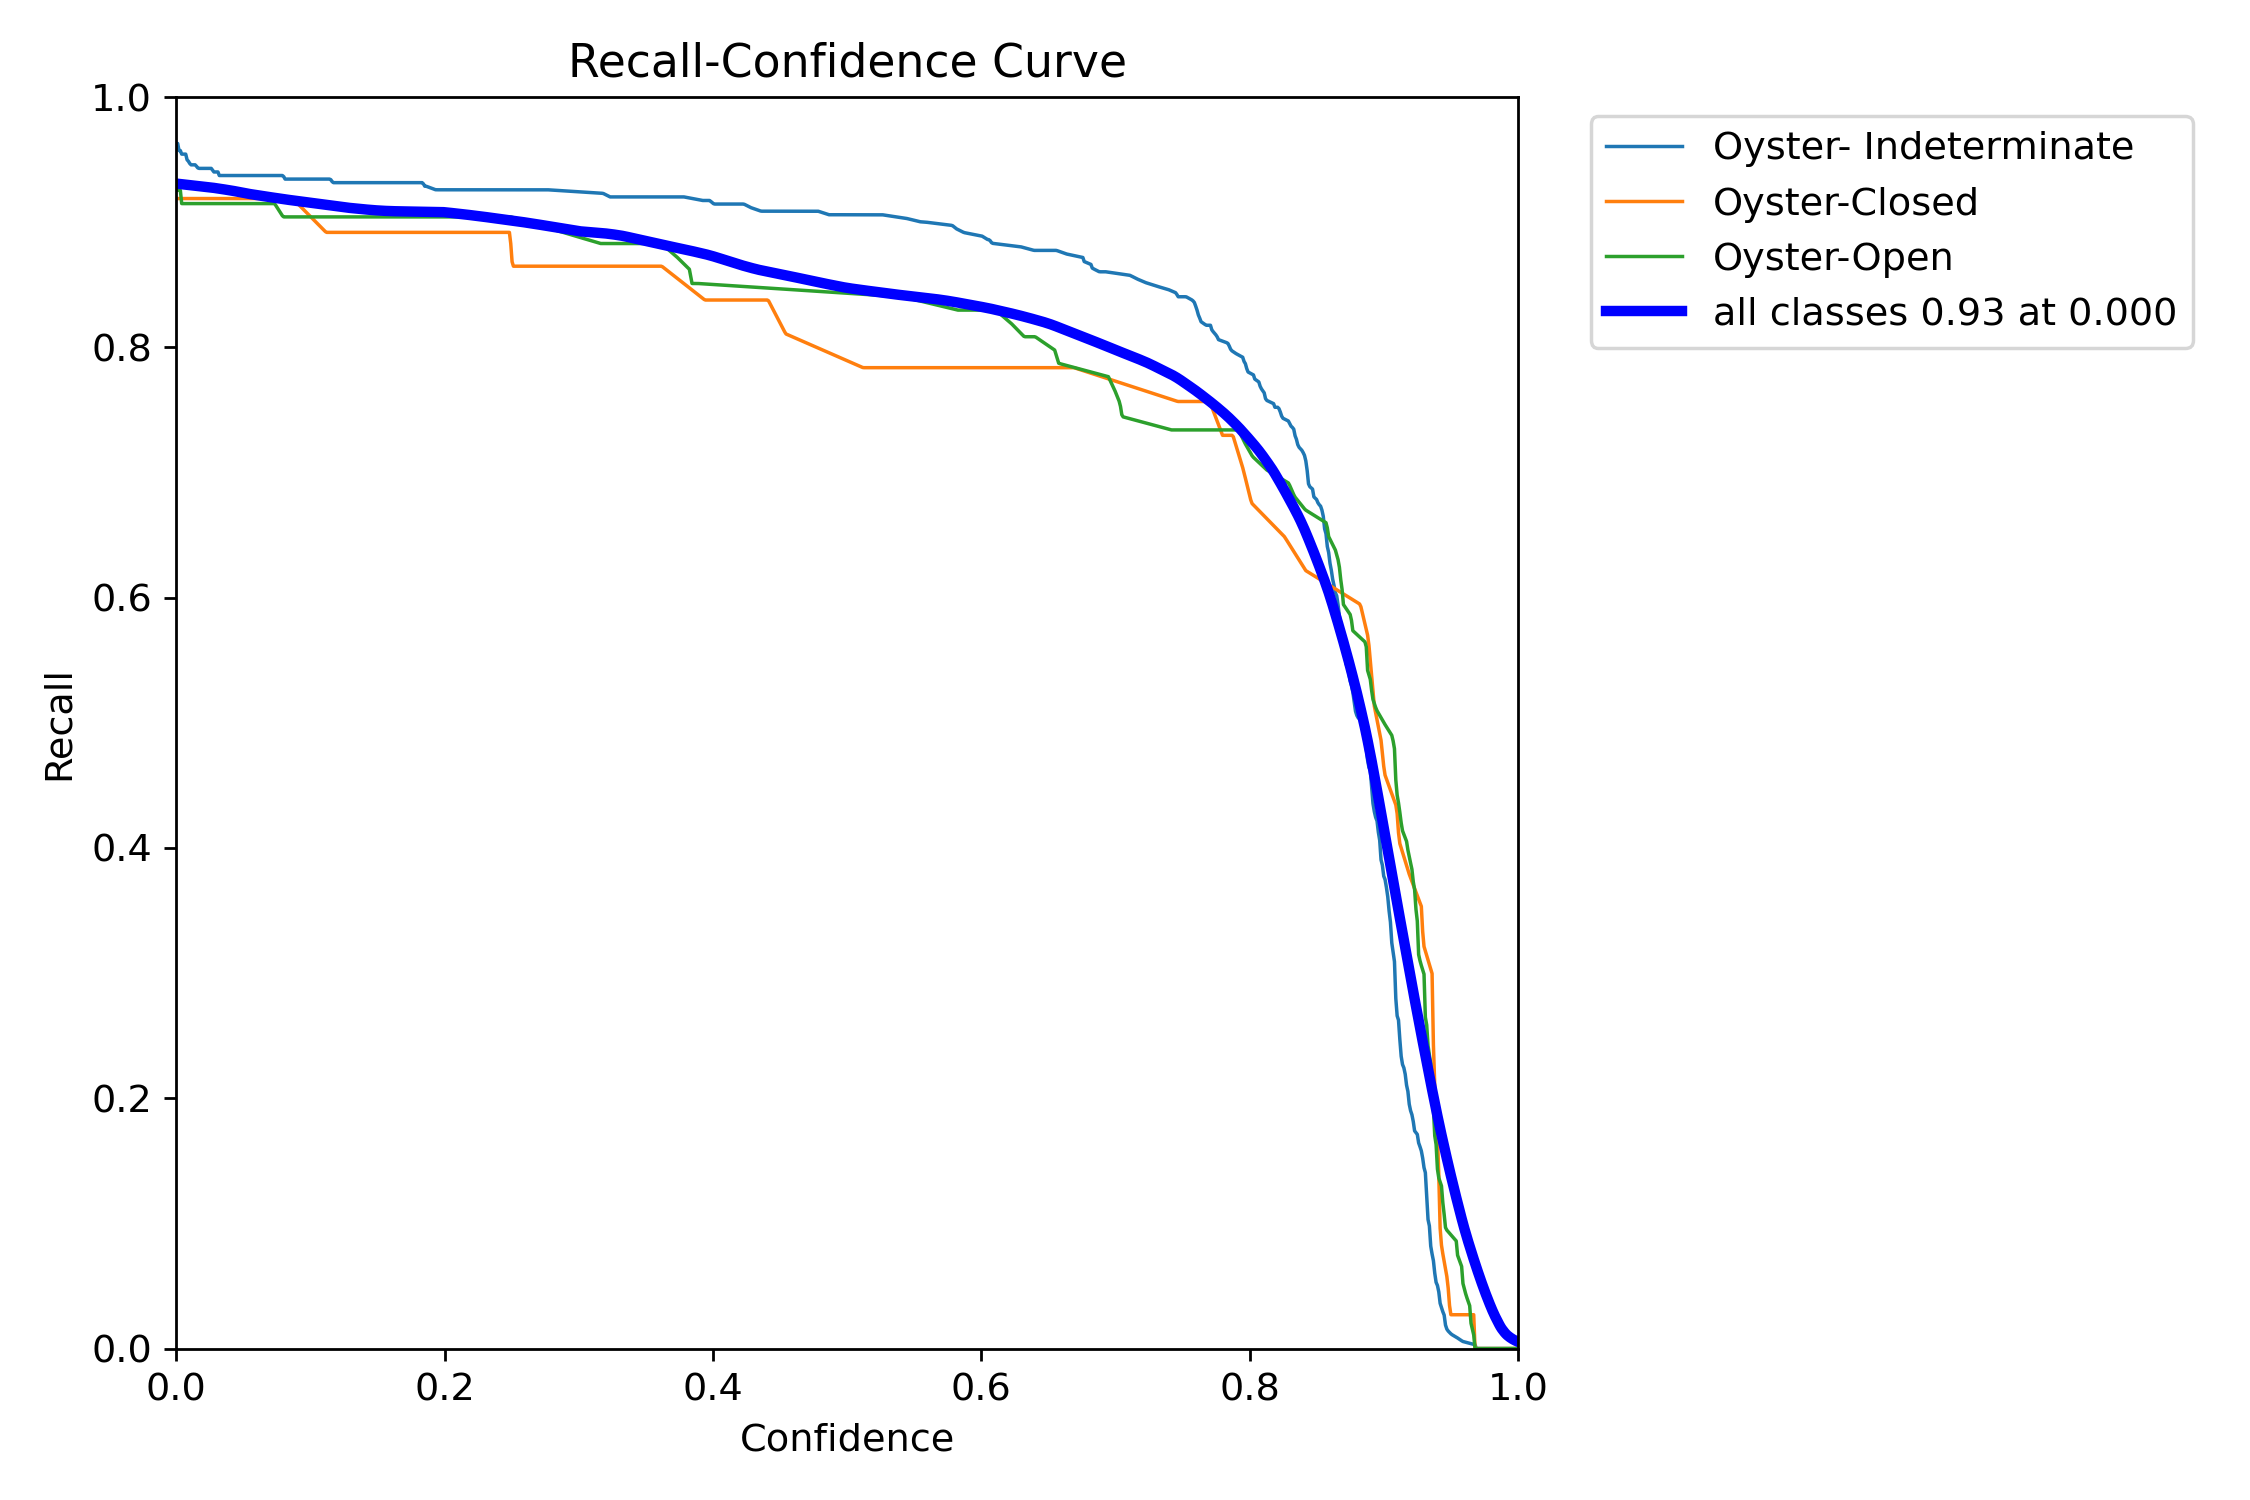 Recall-Confidence Curve
1.0
0.8
0.6
0.4
0.2
0.0
Recall
0.0 0.2 0.4 0.6 0.8 1.0
Confidence
Oyster- Indeterminate
Oyster-Closed
Oyster-Open
all classes 0.93 at 0.000